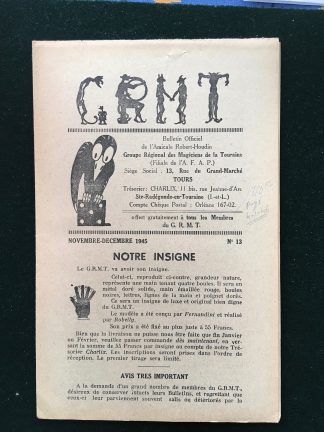 G.R.M.T
Bulletin Officiel
de l'Amicale Robert-Houdin
Groupe Régional des Magiciens de la Touraine
(Filiale de l'A. F. A. P.)
Siège Social : 13, Rue du Grand-Marché
TOURS
Trésorier : CHARLIX, 11 bis, rue Jeanne-d'Arc
Ste-Radégonde-en-Touraine (I.-et-L.)
Compte Chèque Postal : Orléans 167-02.
offert gratuitement à tous les Membres
du G. R. M. T.
NOVEMBRE-DECEMBRE 1945 N° 13
NOTRE INSIGNE
Le G.R.M.T. va avoir son insigne.
Celui-ci, reproduit ci-contre, grandeur nature,
représente une main tenant quatre boules. Il sera en
métal doré solide, main émaillée rouge, boules
noires, lettres, lignes de la main et poignet dorés.
Ce sera un insigne de luxe et original bien digne
du G.R.M.T.
Le modèle a été conçu par Fernandini et réalisé
par Robelly.
Son prix a été fixé au plus juste à 55 Francs.
Bien que la livraison ne puisse nous être faite que fin Janvier
ou Février, veuillez passer commande dès maintenant, en ver-
sant la somme de 55 Francs par insigne au compte de notre Tré-
sorier Charlix. Les inscriptions seront prises dans l'ordre de
réception. Le premier tirage sera limité.
AVIS TRES IMPORTANT
A la demande d'un grand nombre de membres du G.R.M.T.,
désireux de collectionner intacts leurs Bulletins, et regrettant que
ceux-ci leur parviennent souvent salis ou détériorés par le